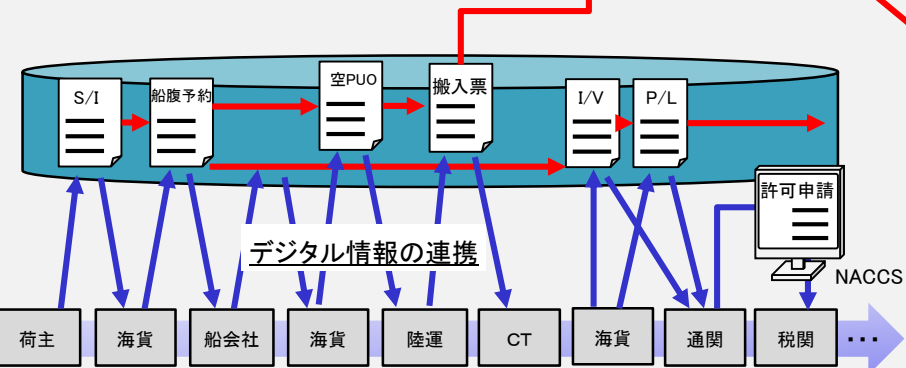 S/I
船腹予約
空PUO
搬入票
I/V
P/L
許可申請
デジタル情報の連携
NACCS
荷主
海貨
船会社
海貨
陸運
CT
海貨
通関
税関
･･･